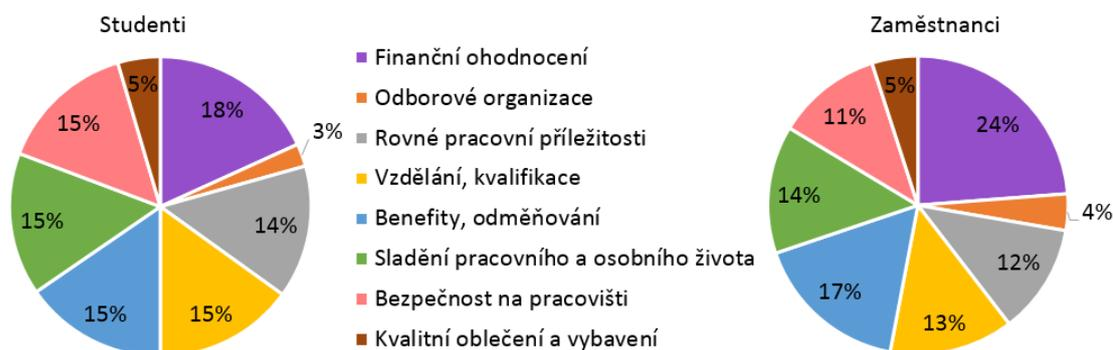 Studenti
18%
3%
14%
15%
15%
15%
15%
5%
Finanční ohodnocení
Odborové organizace
Rovné pracovní příležitosti
Vzdělání, kvalifikace
Benefity, odměňování
Sladění pracovního a osobního života
Bezpečnost na pracovišti
Kvalitní oblečení a vybavení
Zaměstnanci
24%
4%
12%
13%
17%
14%
11%
5%